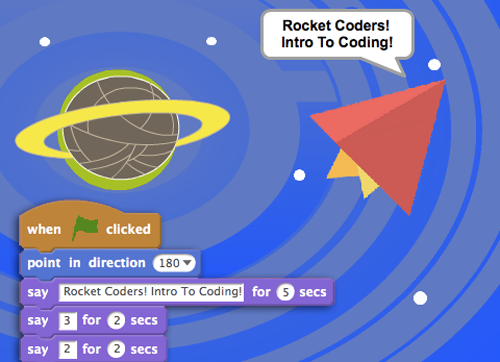 Rocket Coders!
Intro To Coding!
when clicked
point in direction 180
say Rocket Coders! Intro To Coding! for 5 secs
say 3 for 2 secs
say 2 for 2 secs